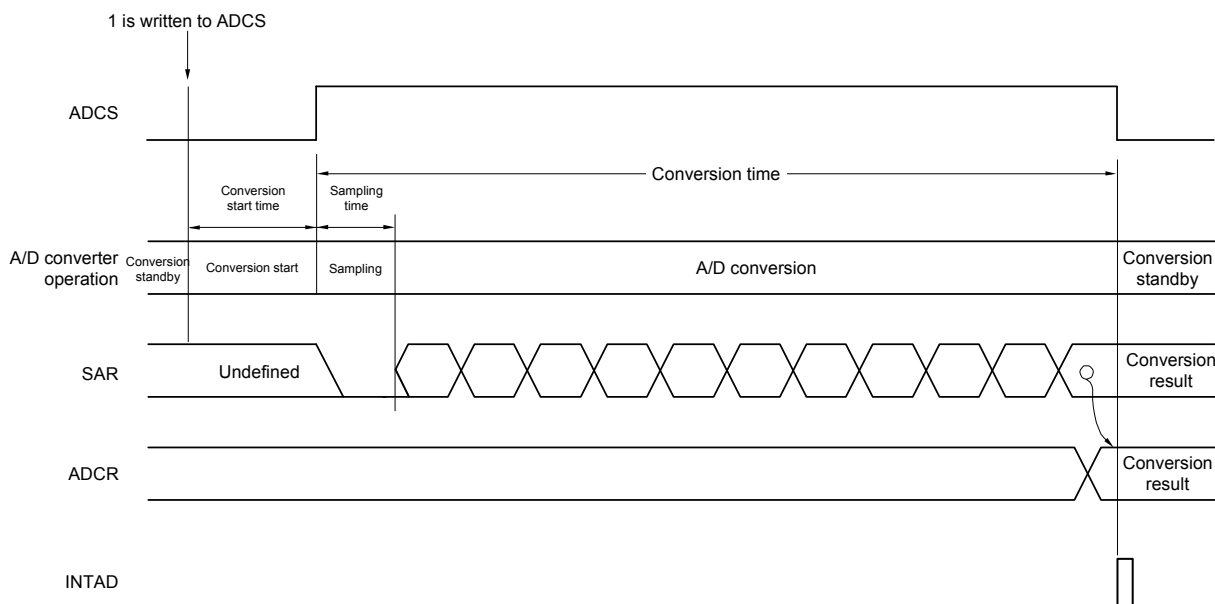 1 is written to ADCS
ADCS
Conversion time
Conversion
start time
Sampling
time
A/D converter
operation
Conversion
standby
Conversion start
Sampling
A/D conversion
Conversion
standby
SAR
Undefined
Conversion
result
ADCR
Conversion
result
INTAD